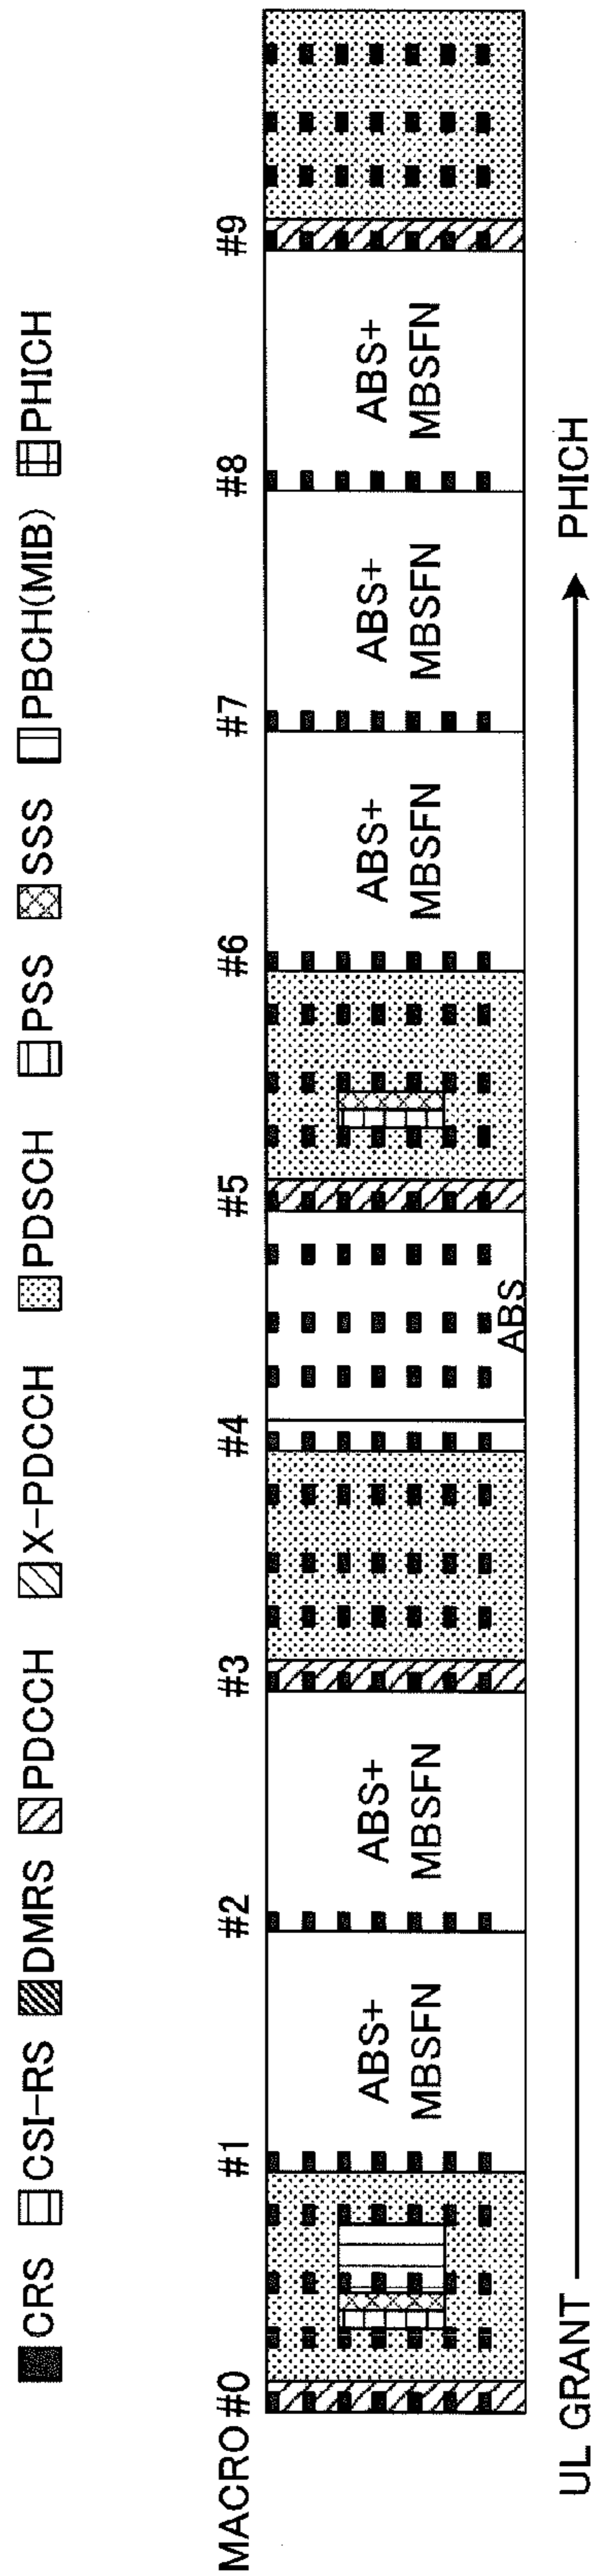 CRS CSI-RS DMRS PDCCH X-PDCCH PDSCH PSS SSS PBCH(MIB) PHICH
MACRO #0 #1 #2 #3 #4 #5 #6 #7 #8 #9
ABS+
MBSFN
ABS+
MBSFN
ABS
ABS+
MBSFN
ABS+
MBSFN
ABS+
MBSFN
UL GRANT PHICH